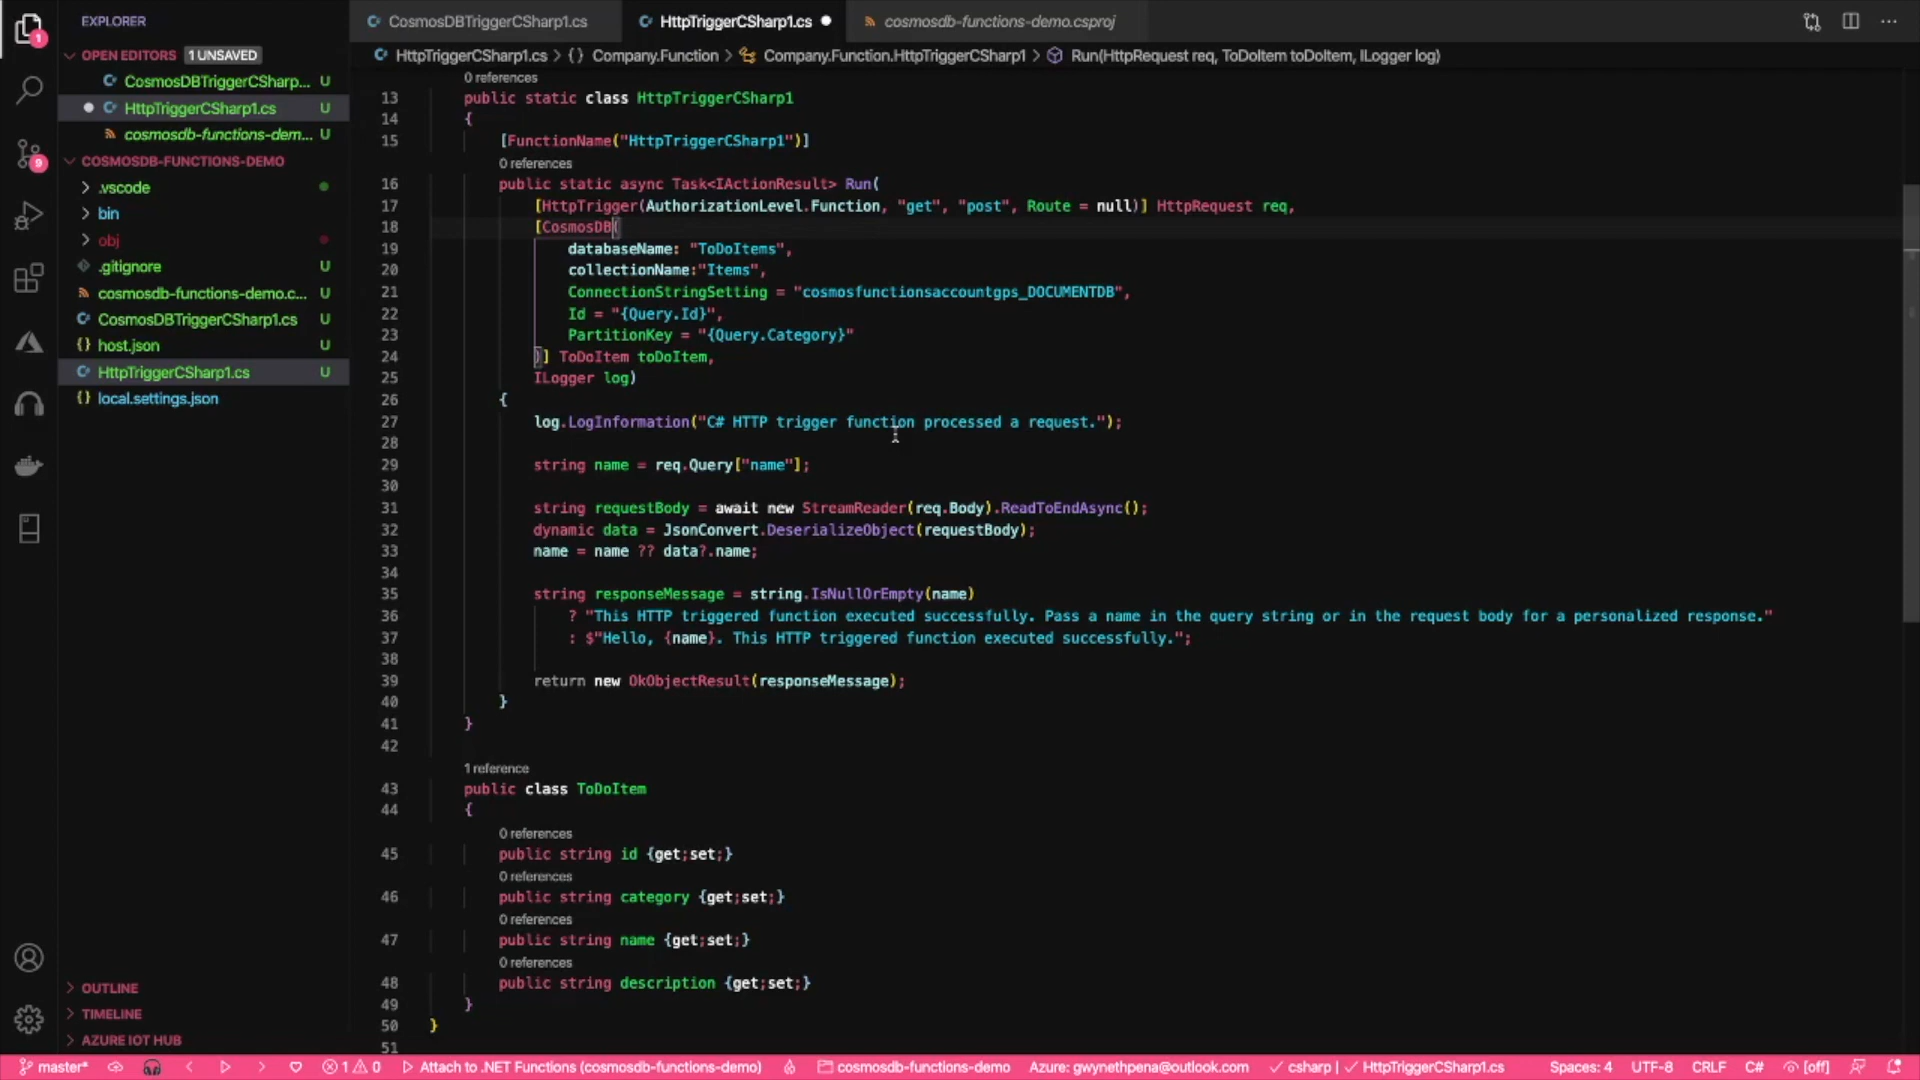 EXPLORER
OPEN EDITORS 1 UNSAVED
CosmosDBTriggerCSharp... U
HttpTriggerCSharp1.cs U
cosmosdb-functions-dem... U
COSMOSDB-FUNCTIONS-DEMO
.vscode
bin
obj
.gitignore U
cosmosdb-functions-demo.c... U
CosmosDBTriggerCSharp1.cs U
{} host.json U
HttpTriggerCSharp1.cs U
{} local.settings.json
OUTLINE
TIMELINE
AZURE IOT HUB
1
9
CosmosDBTriggerCSharp1.cs HttpTriggerCSharp1.cs cosmosdb-functions-demo.csproj
HttpTriggerCSharp1.cs > {} Company.Function > Company.Function.HttpTriggerCSharp1 > Run(HttpRequest req, ToDoItem toDoItem, ILogger log)
0 references
13 public static class HttpTriggerCSharp1
14 {
15 [FunctionName("HttpTriggerCSharp1")]
0 references
16 public static async Task<IActionResult> Run(
17 [HttpTrigger(AuthorizationLevel.Function, "get", "post", Route = null)] HttpRequest req,
18 [CosmosDB(
19 databaseName: "ToDoItems",
20 collectionName:"Items",
21 ConnectionStringSetting = "cosmosfunctionsaccountgps_DOCUMENTDB",
22 Id = "{Query.Id}",
23 PartitionKey = "{Query.Category}"
24 )] ToDoItem toDoItem,
25 ILogger log)
26 {
27 log.LogInformation("C# HTTP trigger function processed a request.");
28
29 string name = req.Query["name"];
30
31 string requestBody = await new StreamReader(req.Body).ReadToEndAsync();
32 dynamic data = JsonConvert.DeserializeObject(requestBody);
33 name = name ?? data?.name;
34
35 string responseMessage = string.IsNullOrEmpty(name)
36 ? "This HTTP triggered function executed successfully. Pass a name in the query string or in the request body for a personalized response."
37 : $"Hello, {name}. This HTTP triggered function executed successfully.";
38
39 return new OkObjectResult(responseMessage);
40 }
41 }
42
1 reference
43 public class ToDoItem
44 {
0 references
45 public string id {get;set;}
0 references
46 public string category {get;set;}
0 references
47 public string name {get;set;}
0 references
48 public string description {get;set;}
49 }
50 }
51
master* 1 0 Attach to .NET Functions (cosmosdb-functions-demo) cosmosdb-functions-demo Azure: gwynethpena@outlook.com csharp | HttpTriggerCSharp1.cs Spaces: 4 UTF-8 CRLF C# [off]